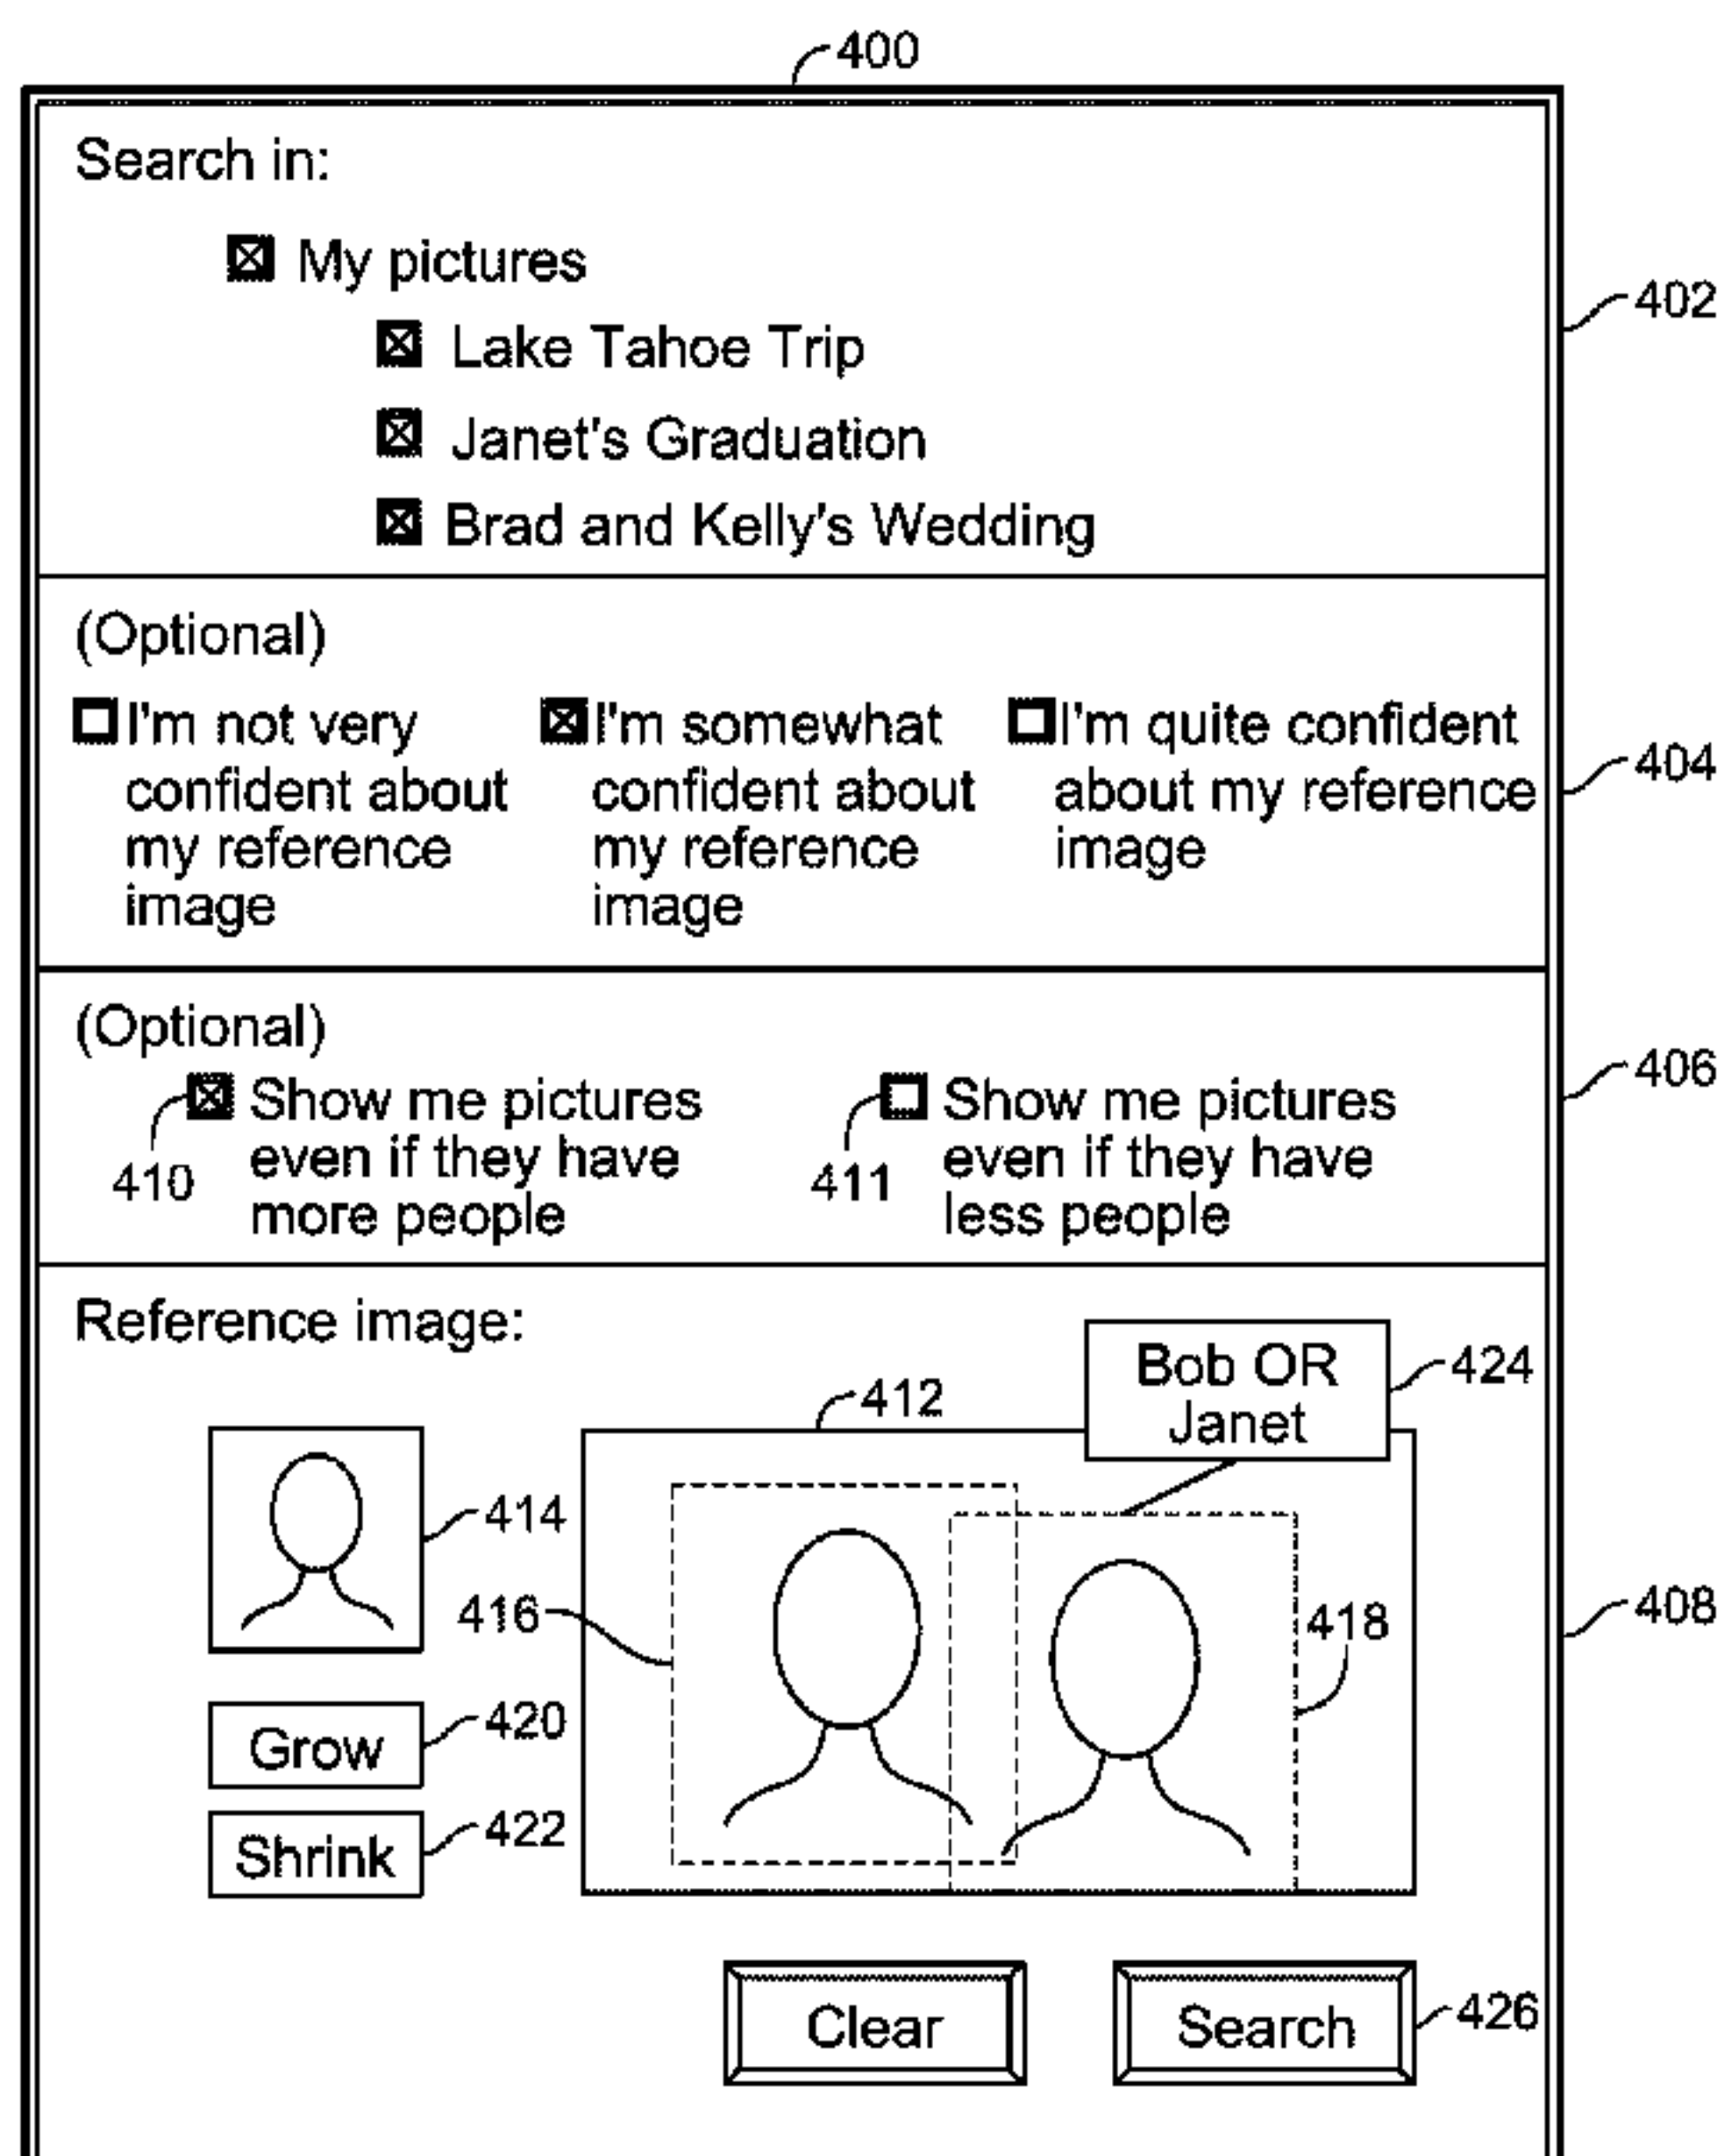 400
Search in:
My pictures
402
Lake Tahoe Trip
Janet's Graduation
Brad and Kelly's Wedding
(Optional)
I'm not very confident about my reference image
I'm somewhat confident about my reference image
I'm quite confident about my reference image
404
(Optional)
406
410
Show me pictures
even if they have
more people
411
Show me pictures
even if they have
less people
Reference image:
Bob OR
Janet
424
412
414
416
418
408
Grow
420
Shrink
422
Clear
Search
426